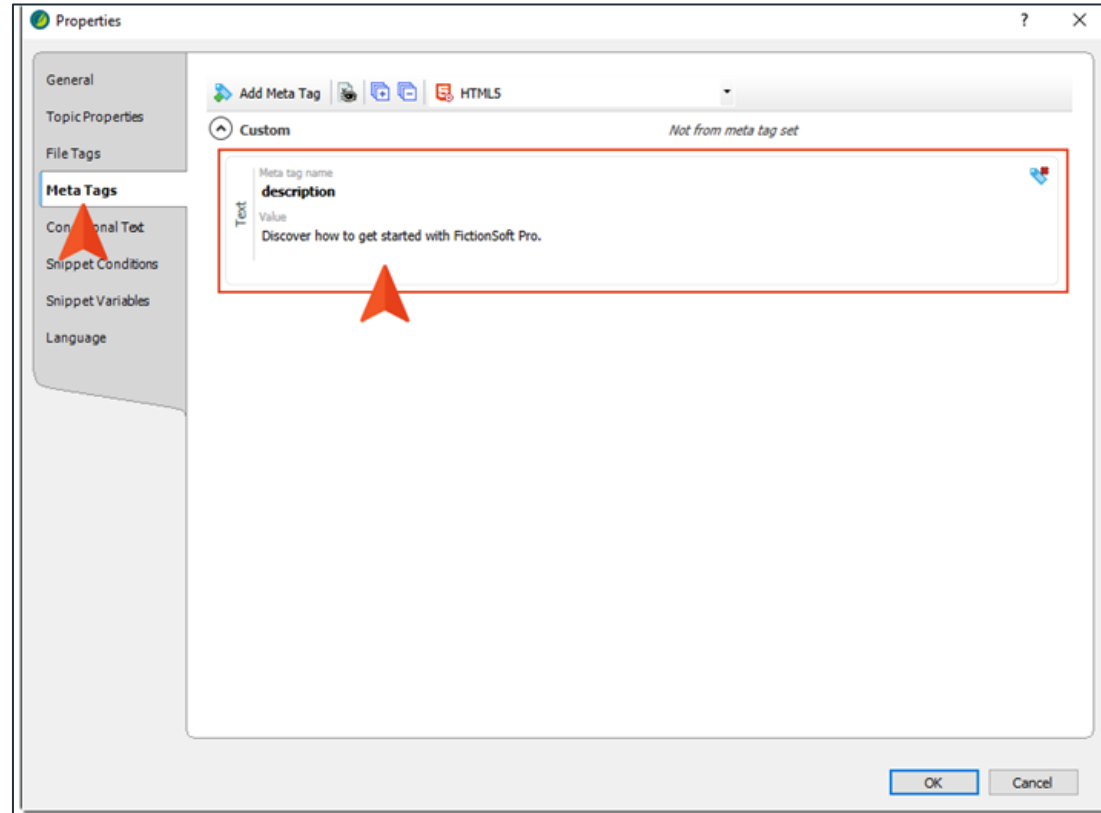 Properties
?
General
Topic Properties
File Tags
Meta Tags
Text
Snippet Conditions
Snippet Variables
Language
Add Meta Tag
HTML5
Custom
Not from meta tag set
Text
Meta tag name
description
Value
Discover how to get started with FictionSoft Pro.
OK
Cancel